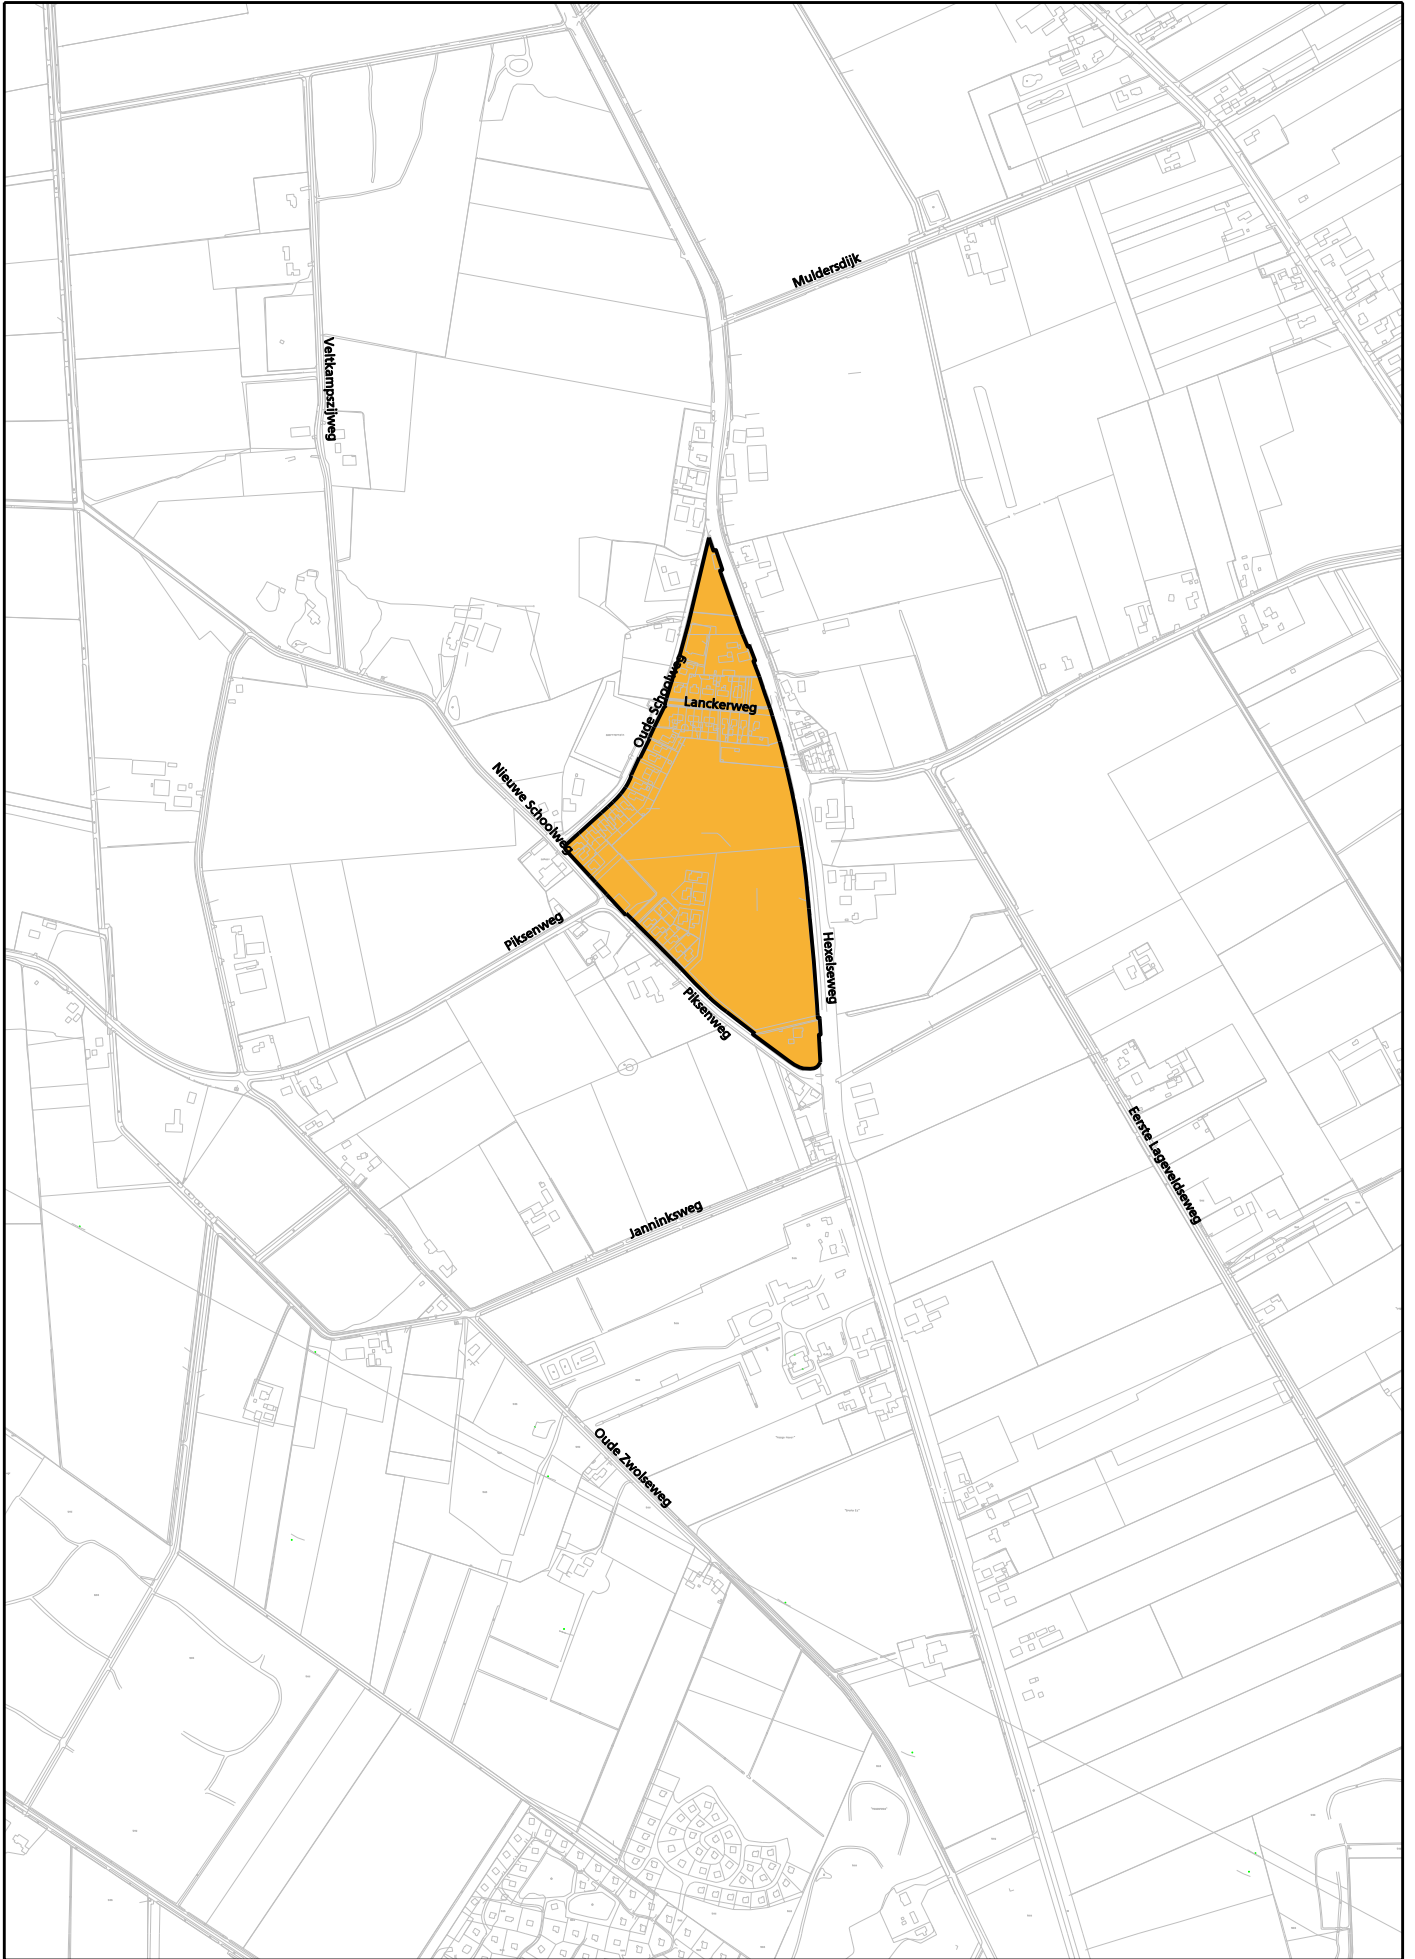 Muldersdijk
Veltkampszijweg
Oude Schoolweg
Lanckerweg
Nieuwe Schoolweg
Piksenweg
Hexelseweg
Piksenweg
Eerste Lageveldseweg
Janninksweg
Oude Zwolseweg